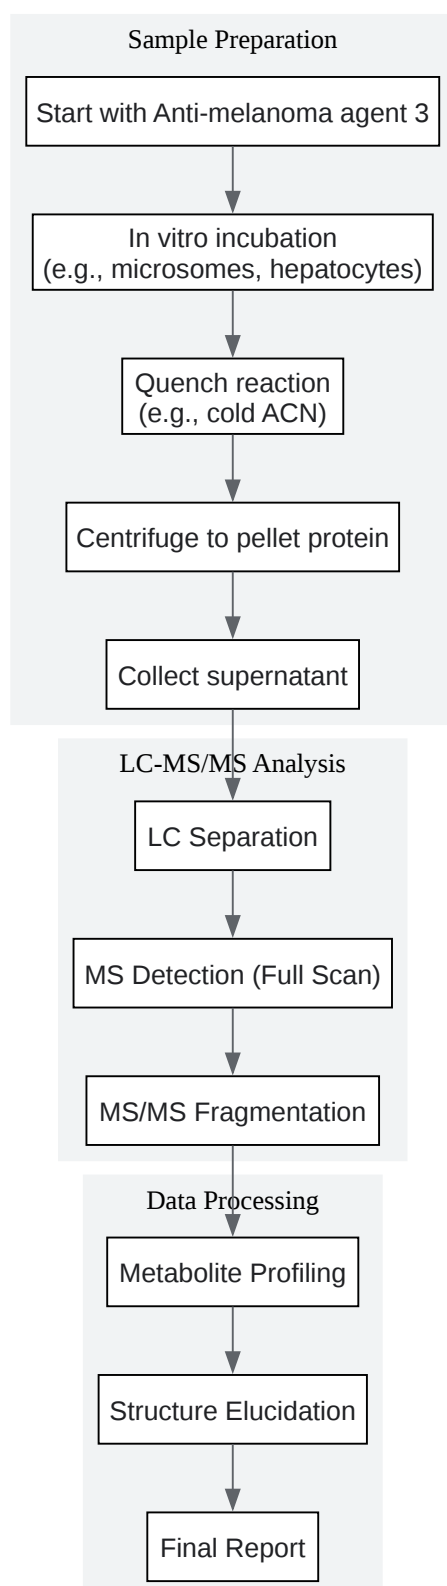 Sample Preparation
Start with Anti-melanoma agent 3
In vitro incubation
(e.g., microsomes, hepatocytes)
Quench reaction
(e.g., cold ACN)
Centrifuge to pellet protein
Collect supernatant
LC-MS/MS Analysis
LC Separation
MS Detection (Full Scan)
MS/MS Fragmentation
Data Processing
Metabolite Profiling
Structure Elucidation
Final Report